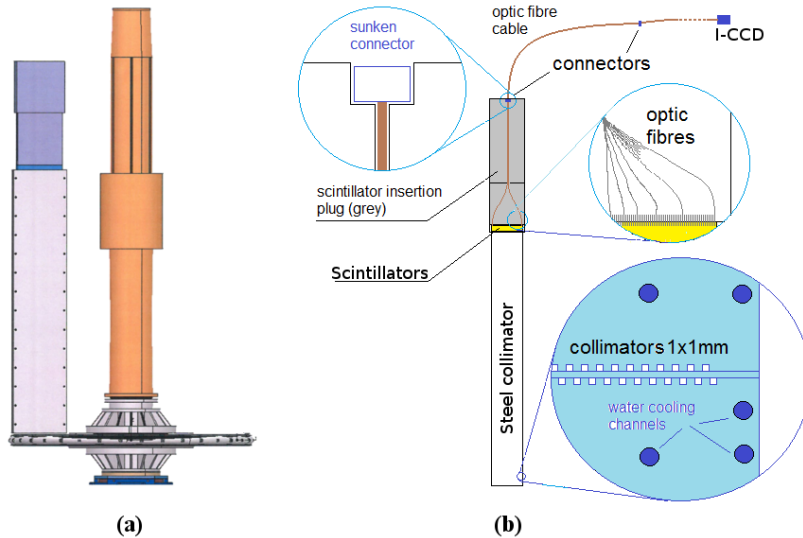 optic fibre
cable
I-CCD
sunken
connector
connectors
optic
fibres
scintillator insertion
plug (grey)
Scintillators
Steel collimator
collimators 1x1mm
water cooling
channels
(a)
(b)